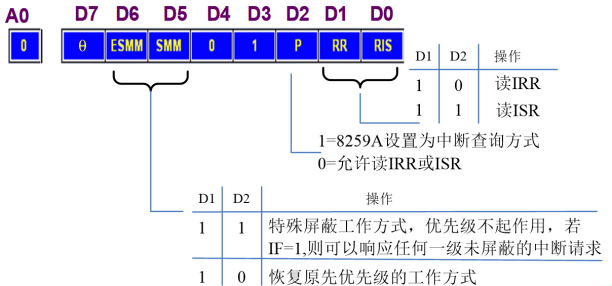 A0 D7 D6 D5 D4 D3 D2 D1 D0
0 0 ESMM SMM 0 1 P RR RIS
D1 D2 操作
1 0 读IRR
1 1 读ISR
1=8259A设置为中断查询方式
0=允许读IRR或ISR
D1 D2 操作
1 1 特殊屏蔽工作方式，优先级不起作用，若
IF=1,则可以响应任何一级未屏蔽的中断请求
1 0 恢复原先优先级的工作方式